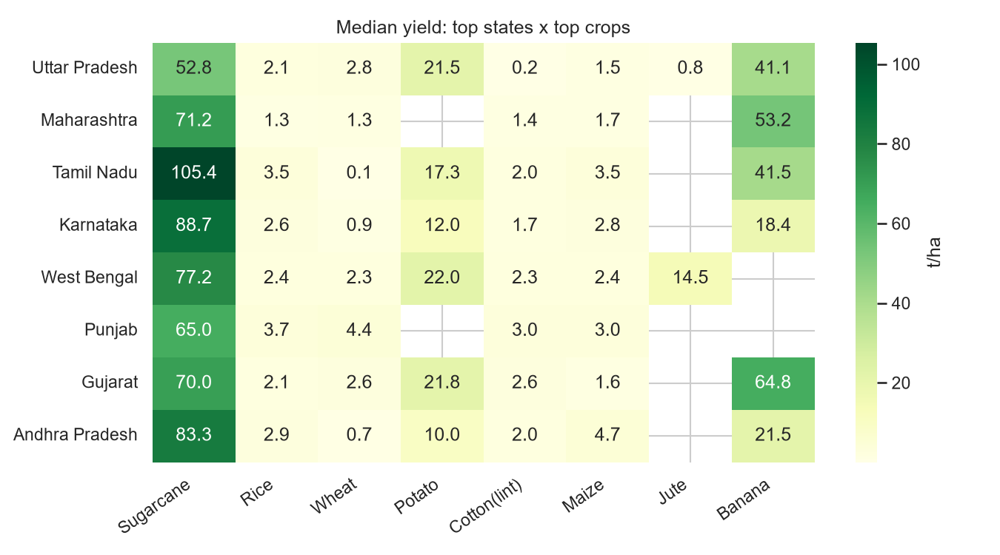 Median yield: top states x top crops
Uttar Pradesh 52.8 2.1 2.8 21.5 0.2 1.5 0.8 41.1
Maharashtra 71.2 1.3 1.3 1.4 1.7 53.2
Tamil Nadu 105.4 3.5 0.1 17.3 2.0 3.5 41.5
Karnataka 88.7 2.6 0.9 12.0 1.7 2.8 18.4
West Bengal 77.2 2.4 2.3 22.0 2.3 2.4 14.5
Punjab 65.0 3.7 4.4 3.0 3.0
Gujarat 70.0 2.1 2.6 21.8 2.6 1.6 64.8
Andhra Pradesh 83.3 2.9 0.7 10.0 2.0 4.7 21.5
Sugarcane Rice Wheat Potato Cotton(lint) Maize Jute Banana
100
80
60
40
20
t/ha